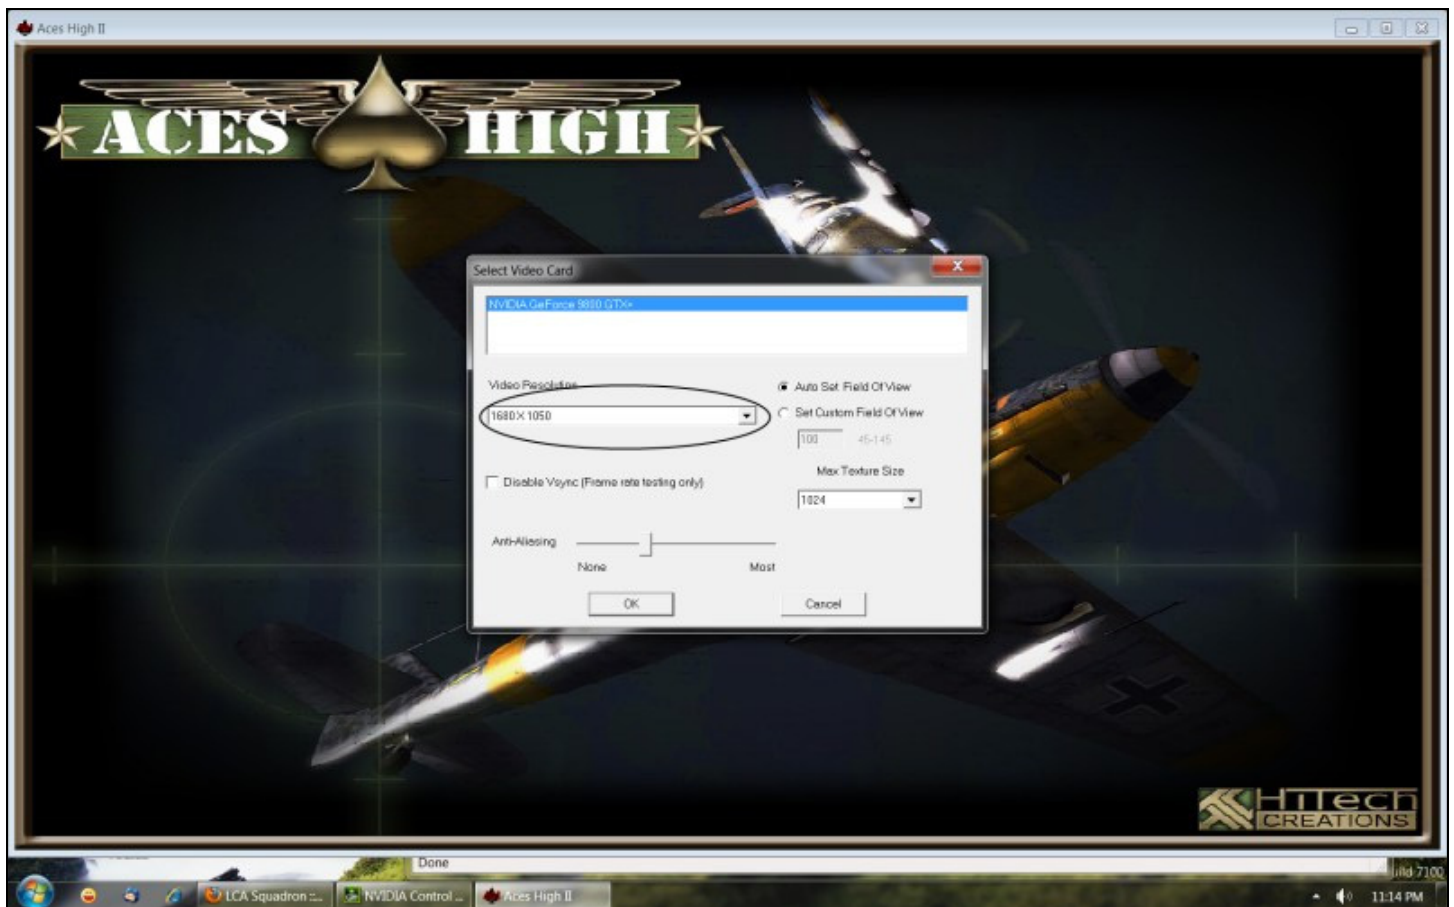 Aces High II
ACES HIGH
Select Video Card
NVIDIA GeForce 9800 GTX+
Video Resolution
Auto Set Field Of View
1680 X 1050
Set Custom Field Of View
100 45-145
Max Texture Size
Disable Vsync (Frame rate testing only)
1024
Anti-Aliasing
None Most
OK Cancel
HiTech
CREATIONS
Done
7100
LCA Squadron :: ... NVIDIA Control ... Aces High II 11:14 PM